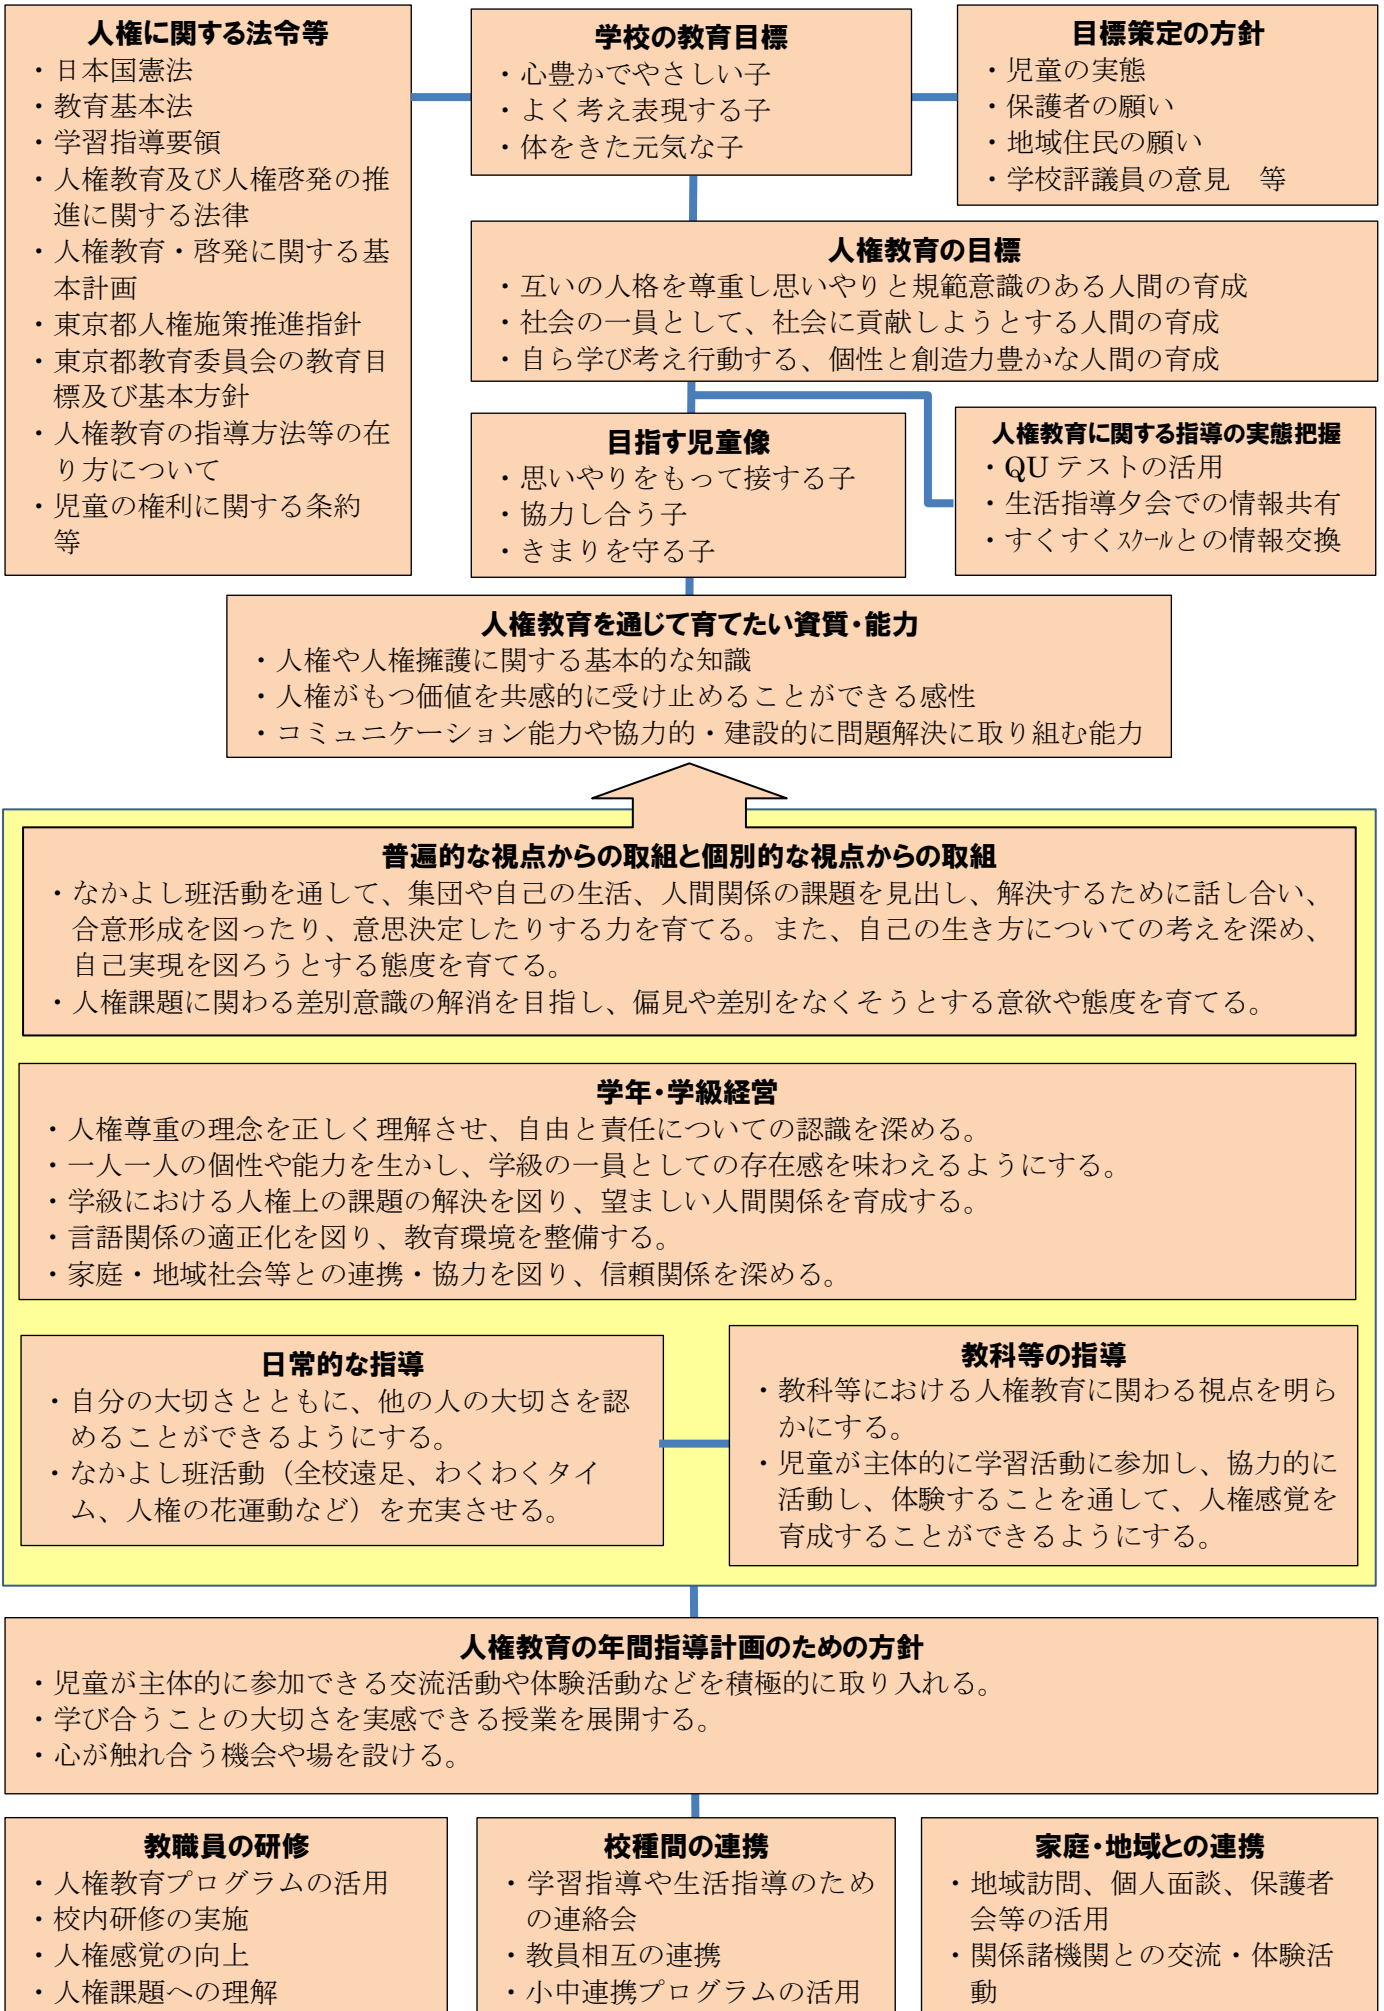 人権に関する法令等
・日本国憲法
・教育基本法
・学習指導要領
・人権教育及び人権啓発の推
進に関する法律
・人権教育・啓発に関する基
本計画
・東京都人権施策推進指針
・東京都教育委員会の教育目
標及び基本方針
・人権教育の指導方法等の在
り方について
・児童の権利に関する条約
等
学校の教育目標
・心豊かでやさしい子
・よく考え表現する子
・体をきた元気な子
目標策定の方針
・児童の実態
・保護者の願い
・地域住民の願い
・学校評議員の意見　等
人権教育の目標
・互いの人格を尊重し思いやりと規範意識のある人間の育成
・社会の一員として、社会に貢献しようとする人間の育成
・自ら学び考え行動する、個性と創造力豊かな人間の育成
目指す児童像
・思いやりをもって接する子
・協力し合う子
・きまりを守る子
人権教育に関する指導の実態把握
・QUテストの活用
・生活指導夕会での情報共有
・すくすくスクールとの情報交換
人権教育を通じて育てたい資質・能力
・人権や人権擁護に関する基本的な知識
・人権がもつ価値を共感的に受け止めることができる感性
・コミュニケーション能力や協力的・建設的に問題解決に取り組む能力
普遍的な視点からの取組と個別的な視点からの取組
・なかよし班活動を通して、集団や自己の生活、人間関係の課題を見出し、解決するために話し合い、
合意形成を図ったり、意思決定したりする力を育てる。また、自己の生き方についての考えを深め、
自己実現を図ろうとする態度を育てる。
・人権課題に関わる差別意識の解消を目指し、偏見や差別をなくそうとする意欲や態度を育てる。
学年・学級経営
・人権尊重の理念を正しく理解させ、自由と責任についての認識を深める。
・一人一人の個性や能力を生かし、学級の一員としての存在感を味わえるようにする。
・学級における人権上の課題の解決を図り、望ましい人間関係を育成する。
・言語関係の適正化を図り、教育環境を整備する。
・家庭・地域社会等との連携・協力を図り、信頼関係を深める。
日常的な指導
・自分の大切さとともに、他の人の大切さを認
めることができるようにする。
・なかよし班活動（全校遠足、わくわくタイ
ム、人権の花運動など）を充実させる。
教科等の指導
・教科等における人権教育に関わる視点を明ら
かにする。
・児童が主体的に学習活動に参加し、協力的に
活動し、体験することを通して、人権感覚を
育成することができるようにする。
人権教育の年間指導計画のための方針
・児童が主体的に参加できる交流活動や体験活動などを積極的に取り入れる。
・学び合うことの大切さを実感できる授業を展開する。
・心が触れ合う機会や場を設ける。
教職員の研修
・人権教育プログラムの活用
・校内研修の実施
・人権感覚の向上
・人権課題への理解
校種間の連携
・学習指導や生活指導のため
の連絡会
・教員相互の連携
・小中連携プログラムの活用
家庭・地域との連携
・地域訪問、個人面談、保護者
会等の活用
・関係諸機関との交流・体験活
動